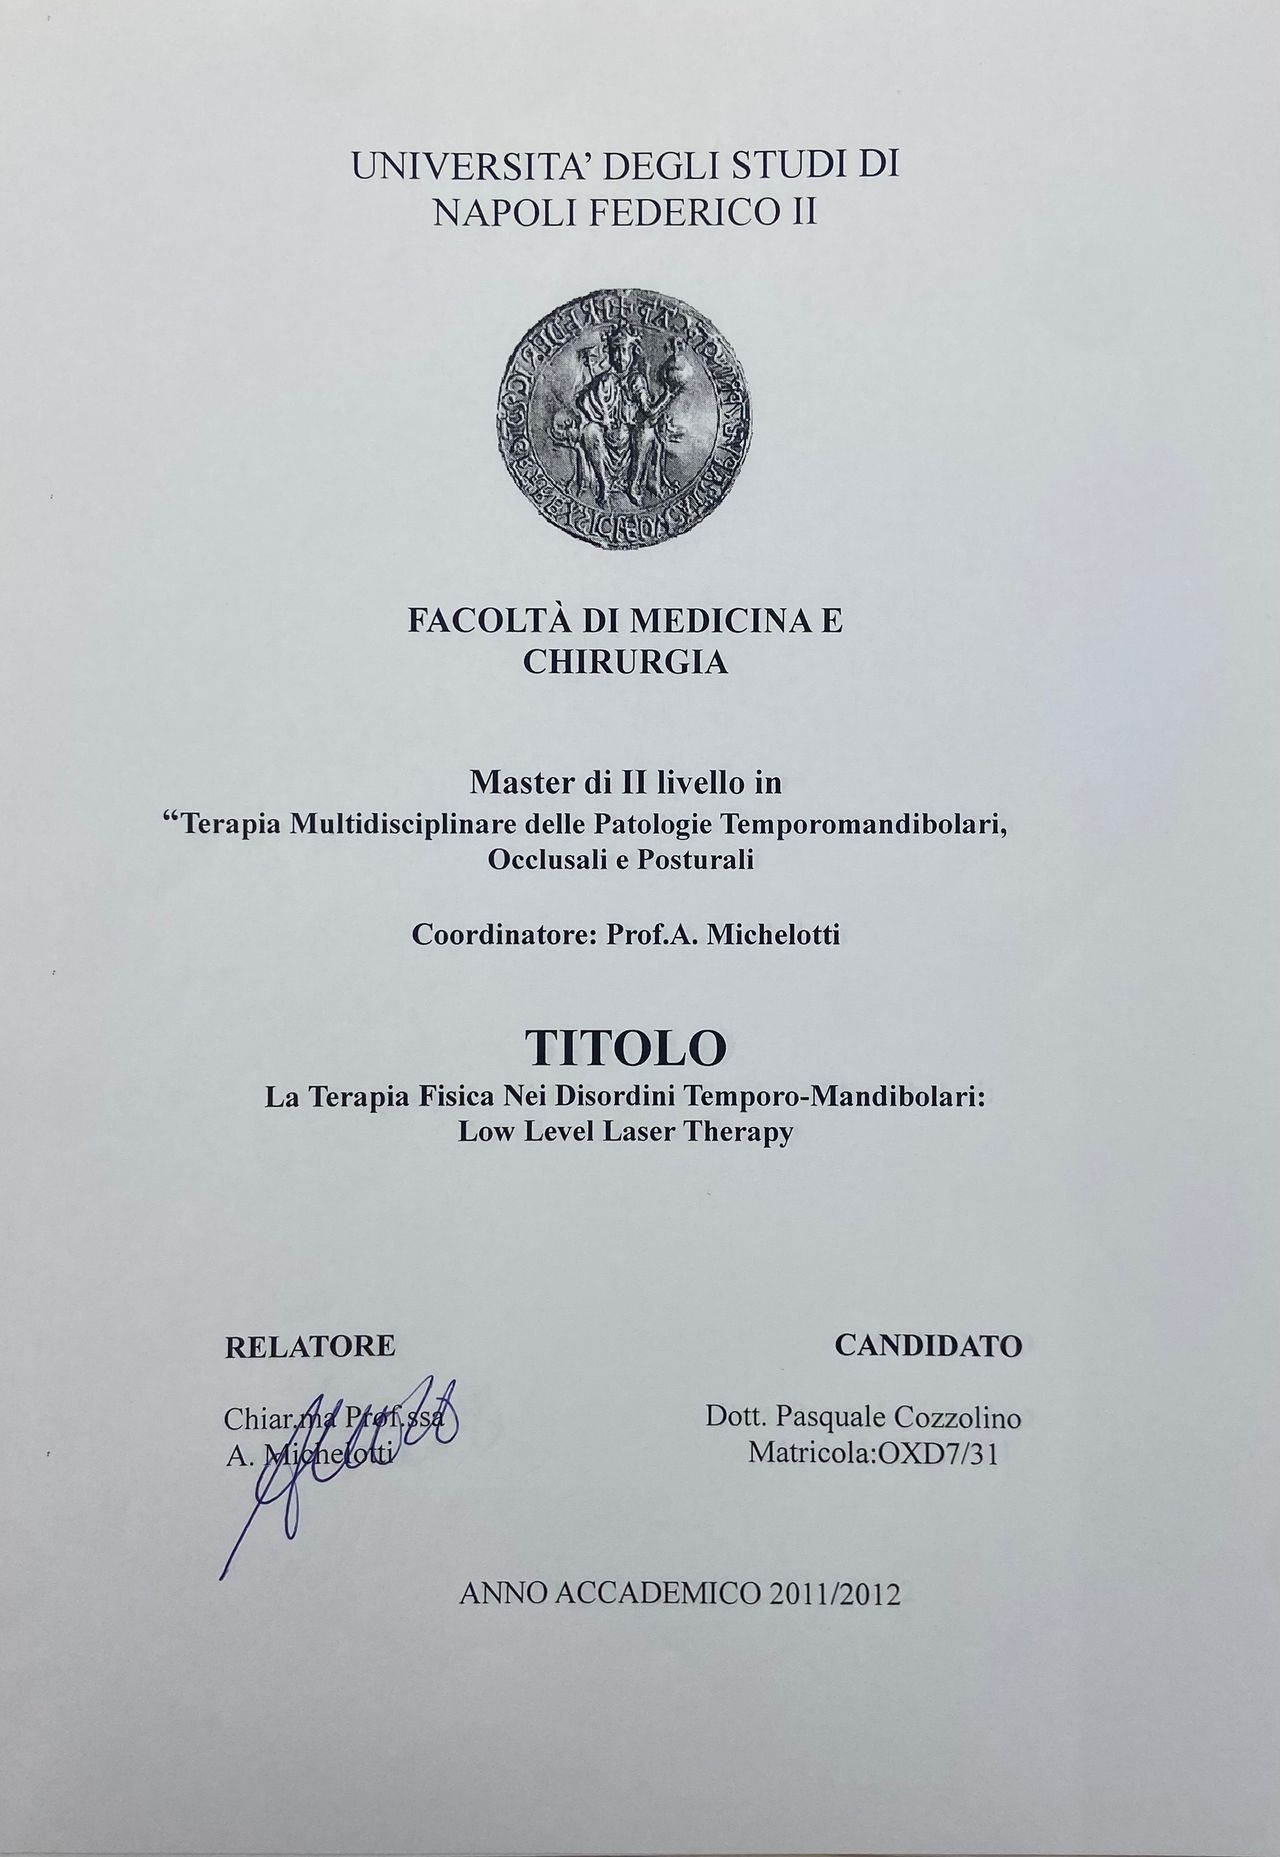 UNIVERSITA’ DEGLI STUDI DI
NAPOLI FEDERICO II
FACOLTÀ DI MEDICINA E
CHIRURGIA
Master di II livello in
“Terapia Multidisciplinare delle Patologie Temporomandibolari,
Occlusali e Posturali
Coordinatore: Prof.A. Michelotti
TITOLO
La Terapia Fisica Nei Disordini Temporo-Mandibolari:
Low Level Laser Therapy
RELATORE
Chiar.ma Prof.ssa
A. Michelotti
CANDIDATO
Dott. Pasquale Cozzolino
Matricola:OXD7/31
ANNO ACCADEMICO 2011/2012